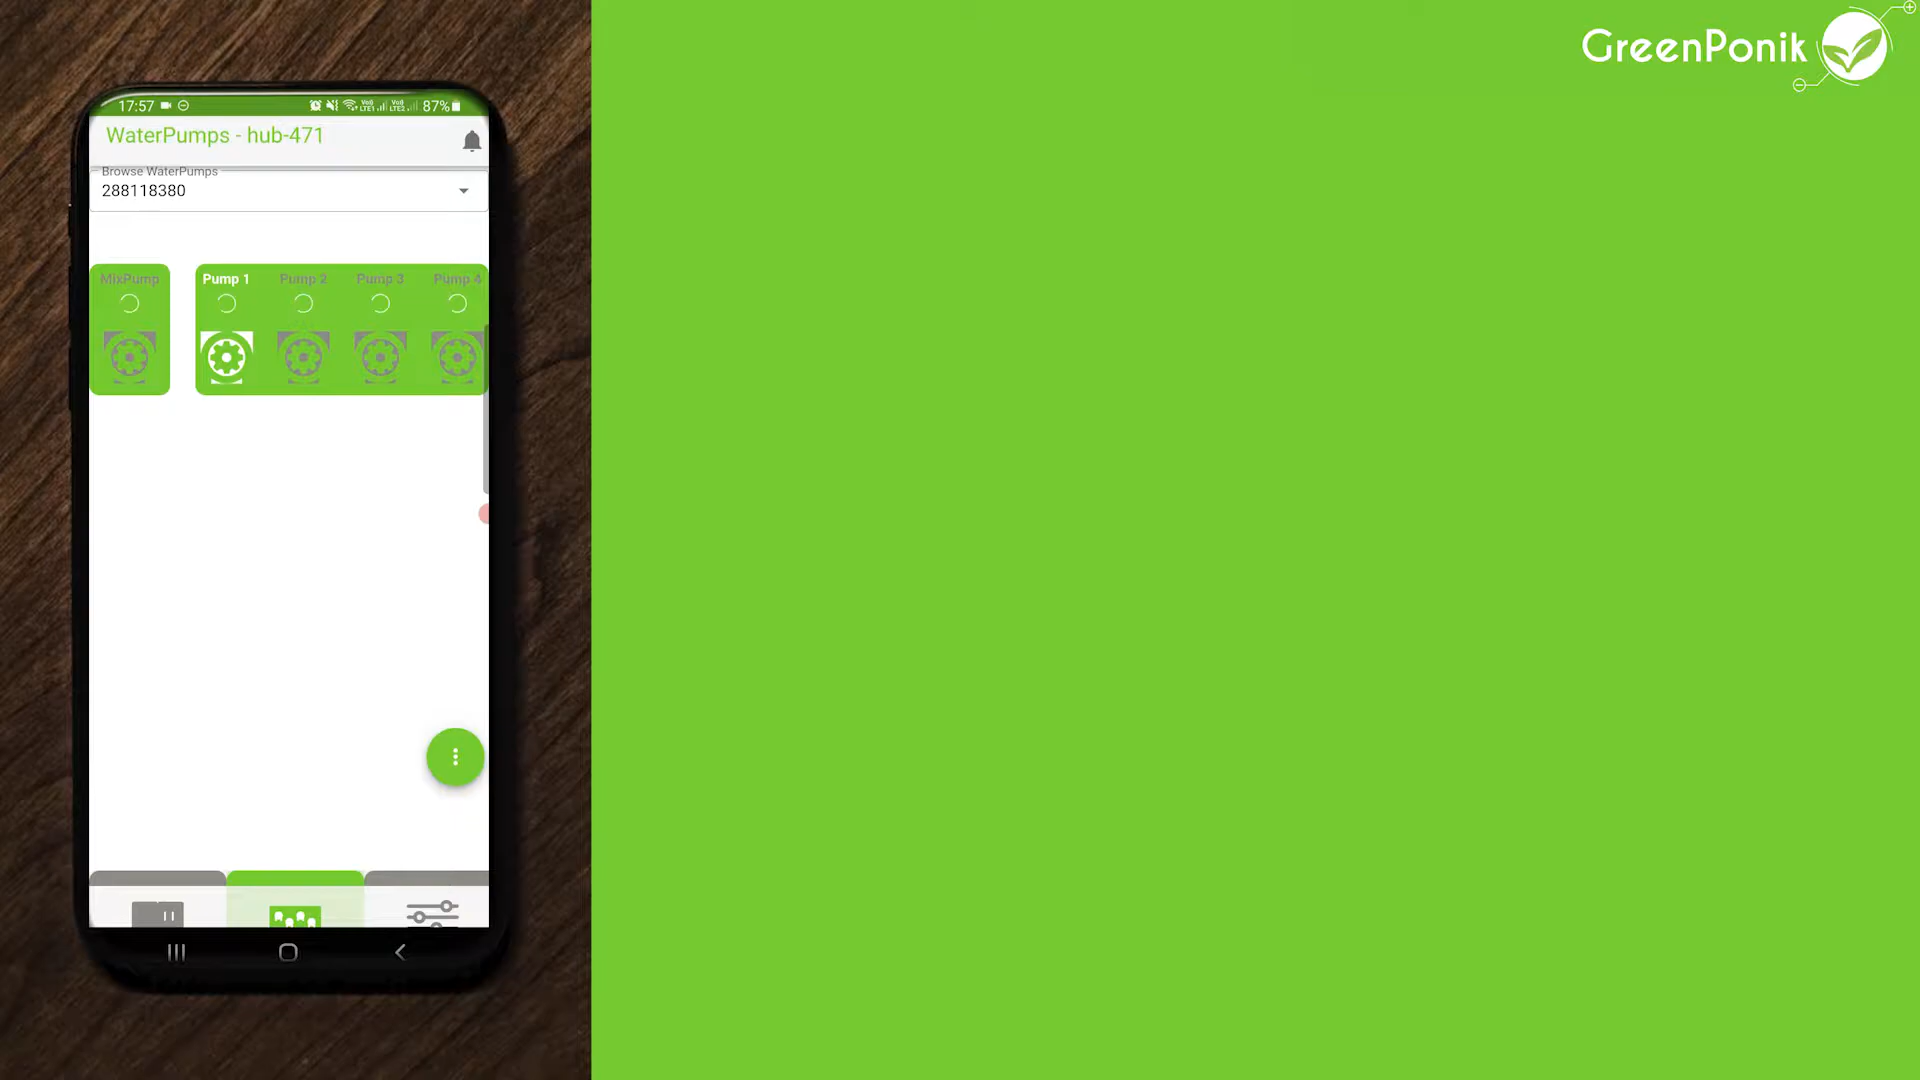 GreenPonik
17:57 87%
WaterPumps - hub-471
Browse WaterPumps
288118380
MixPump Pump 1 Pump 2 Pump 3 Pump 4